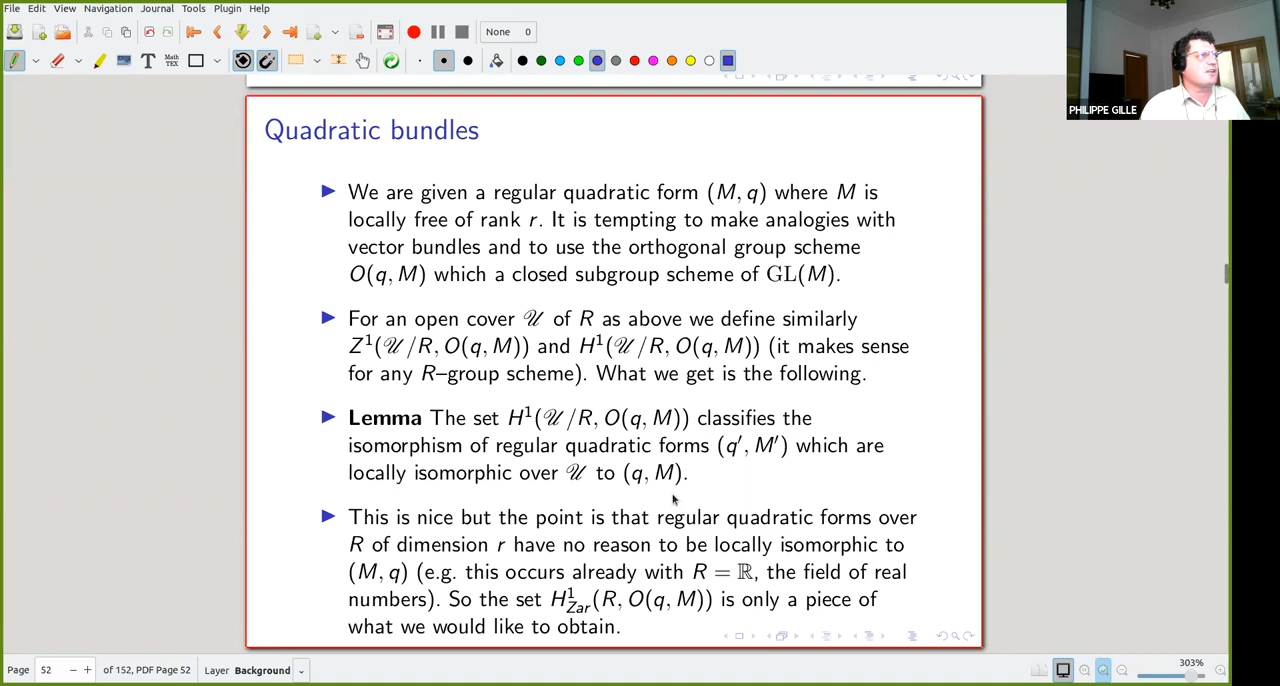 File Edit View Navigation Journal Tools Plugin Help
None 0
Math TEX
PHILIPPE GILLE
Quadratic bundles
We are given a regular quadratic form (M, q) where M is
locally free of rank r. It is tempting to make analogies with
vector bundles and to use the orthogonal group scheme
O(q, M) which a closed subgroup scheme of GL(M).
For an open cover 𝒰 of R as above we define similarly
Z¹(𝒰/R, O(q, M)) and H¹(𝒰/R, O(q, M)) (it makes sense
for any R–group scheme). What we get is the following.
Lemma The set H¹(𝒰/R, O(q, M)) classifies the
isomorphism of regular quadratic forms (q′, M′) which are
locally isomorphic over 𝒰 to (q, M).
This is nice but the point is that regular quadratic forms over
R of dimension r have no reason to be locally isomorphic to
(M, q) (e.g. this occurs already with R = ℝ, the field of real
numbers). So the set H¹_Zar(R, O(q, M)) is only a piece of
what we would like to obtain.
Page 52 − + of 152, PDF Page 52 Layer Background 303%